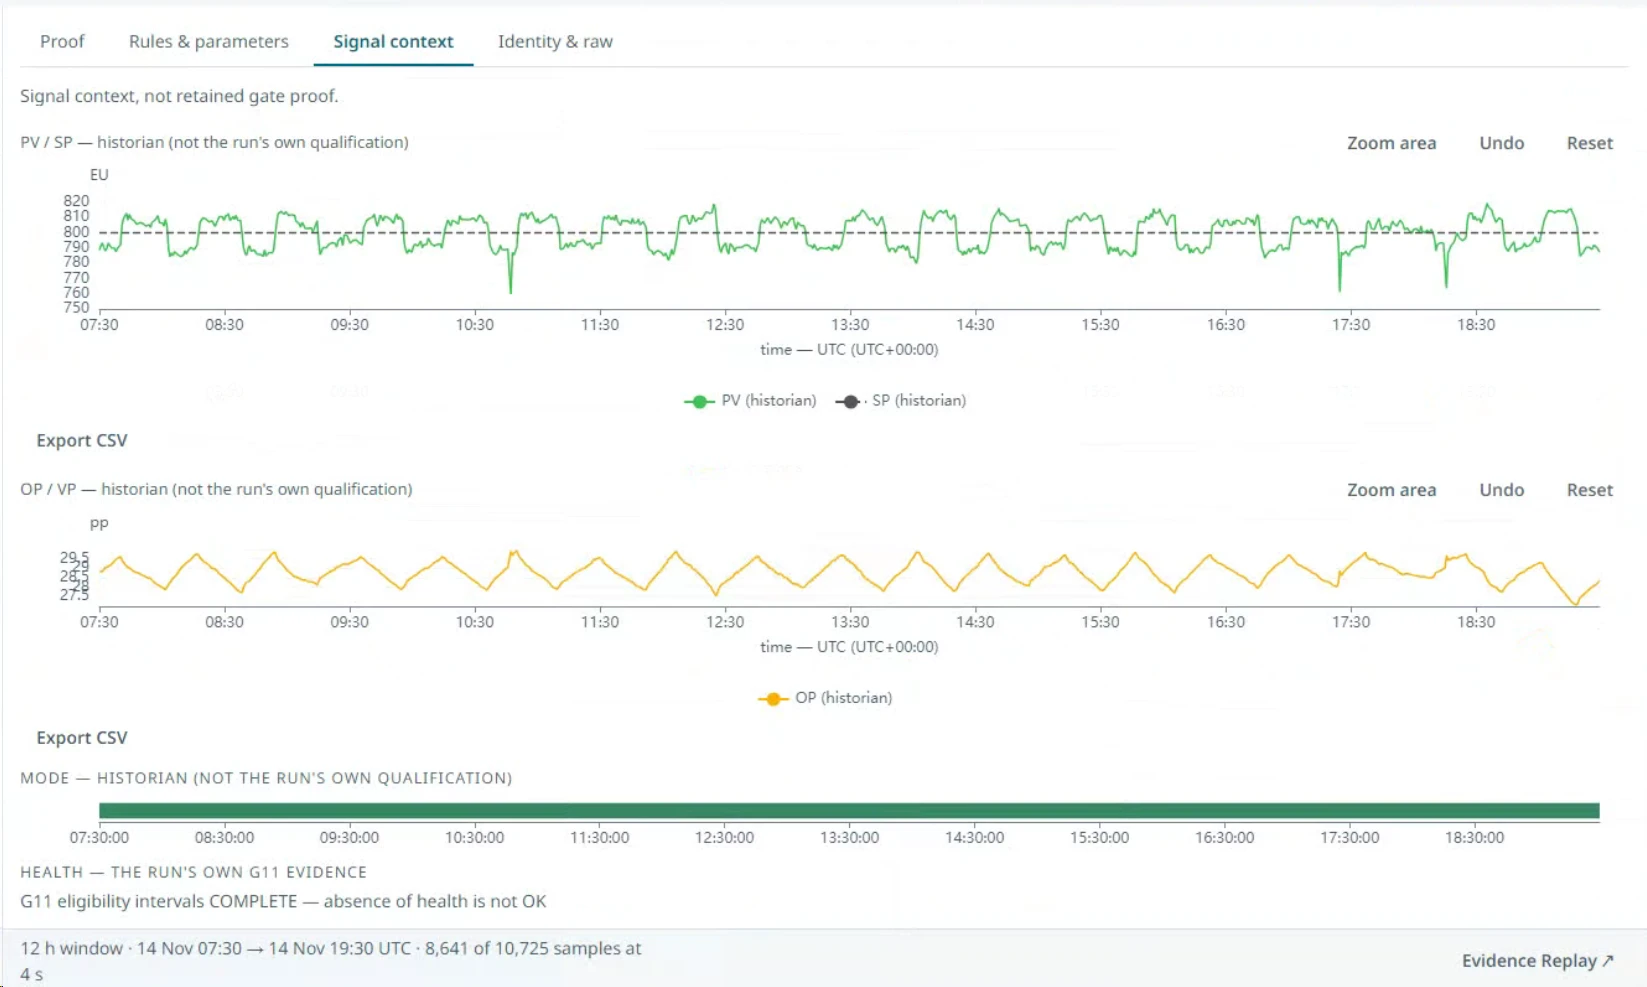 Proof Rules & parameters Signal context Identity & raw
Signal context, not retained gate proof.
PV / SP — historian (not the run's own qualification) Zoom area Undo Reset
EU
820
810
800
790
780
770
760
750
07:30 08:30 09:30 10:30 11:30 12:30 13:30 14:30 15:30 16:30 17:30 18:30
time — UTC (UTC+00:00)
PV (historian) SP (historian)
Export CSV
OP / VP — historian (not the run's own qualification) Zoom area Undo Reset
pp
29.5
29
28.5
28
27.5
07:30 08:30 09:30 10:30 11:30 12:30 13:30 14:30 15:30 16:30 17:30 18:30
time — UTC (UTC+00:00)
OP (historian)
Export CSV
MODE — HISTORIAN (NOT THE RUN'S OWN QUALIFICATION)
07:30:00 08:30:00 09:30:00 10:30:00 11:30:00 12:30:00 13:30:00 14:30:00 15:30:00 16:30:00 17:30:00 18:30:00
HEALTH — THE RUN'S OWN G11 EVIDENCE
G11 eligibility intervals COMPLETE — absence of health is not OK
12 h window · 14 Nov 07:30 → 14 Nov 19:30 UTC · 8,641 of 10,725 samples at
4 s
Evidence Replay ↗